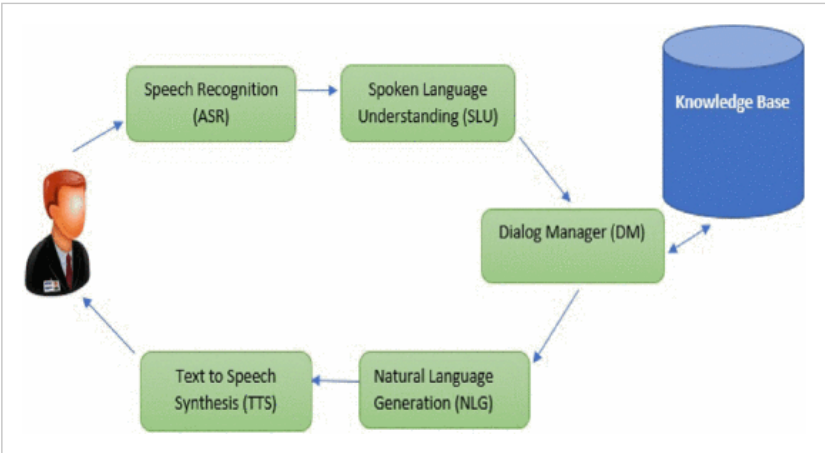 Speech Recognition
(ASR)
Spoken Language
Understanding (SLU)
Knowledge Base
Dialog Manager (DM)
Text to Speech
Synthesis (TTS)
Natural Language
Generation (NLG)